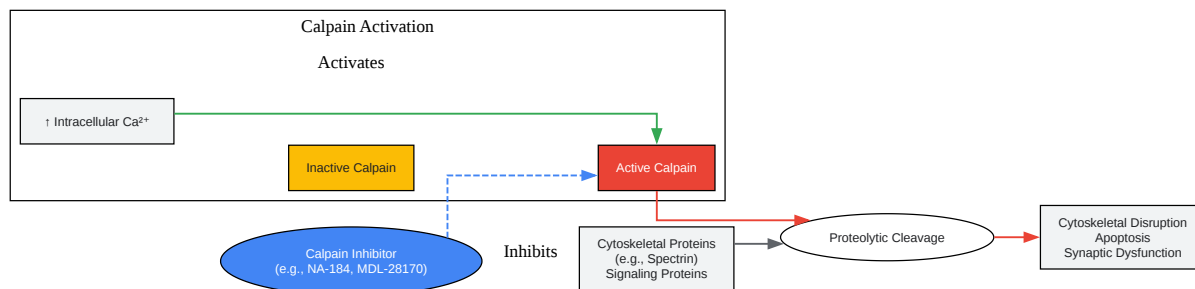 Calpain Activation
Activates
↑ Intracellular Ca²⁺
Inactive Calpain
Active Calpain
Calpain Inhibitor
(e.g., NA-184, MDL-28170)
Inhibits
Cytoskeletal Proteins
(e.g., Spectrin)
Signaling Proteins
Proteolytic Cleavage
Cytoskeletal Disruption
Apoptosis
Synaptic Dysfunction